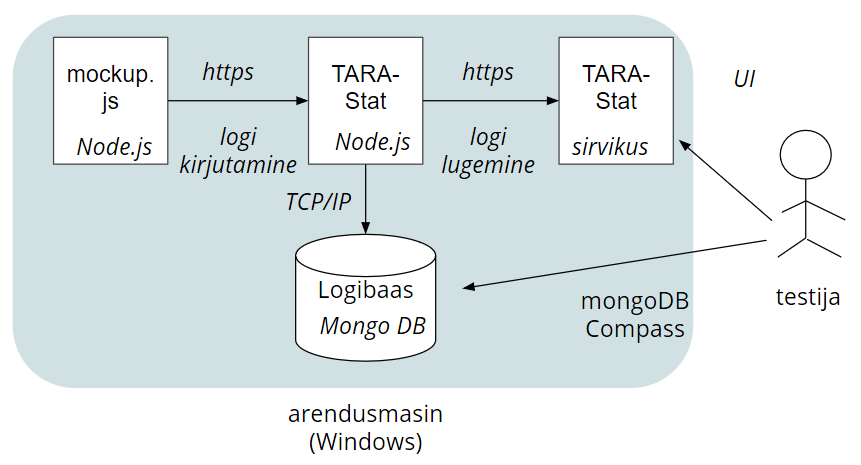 mockup.
js
Node.js
https
logi
kirjutamine
TARA-
Stat
Node.js
https
logi
lugemine
TARA-
Stat
sirvikus
UI
TCP/IP
Logibaas
Mongo DB
mongoDB
Compass
testija
arendusmasin
(Windows)